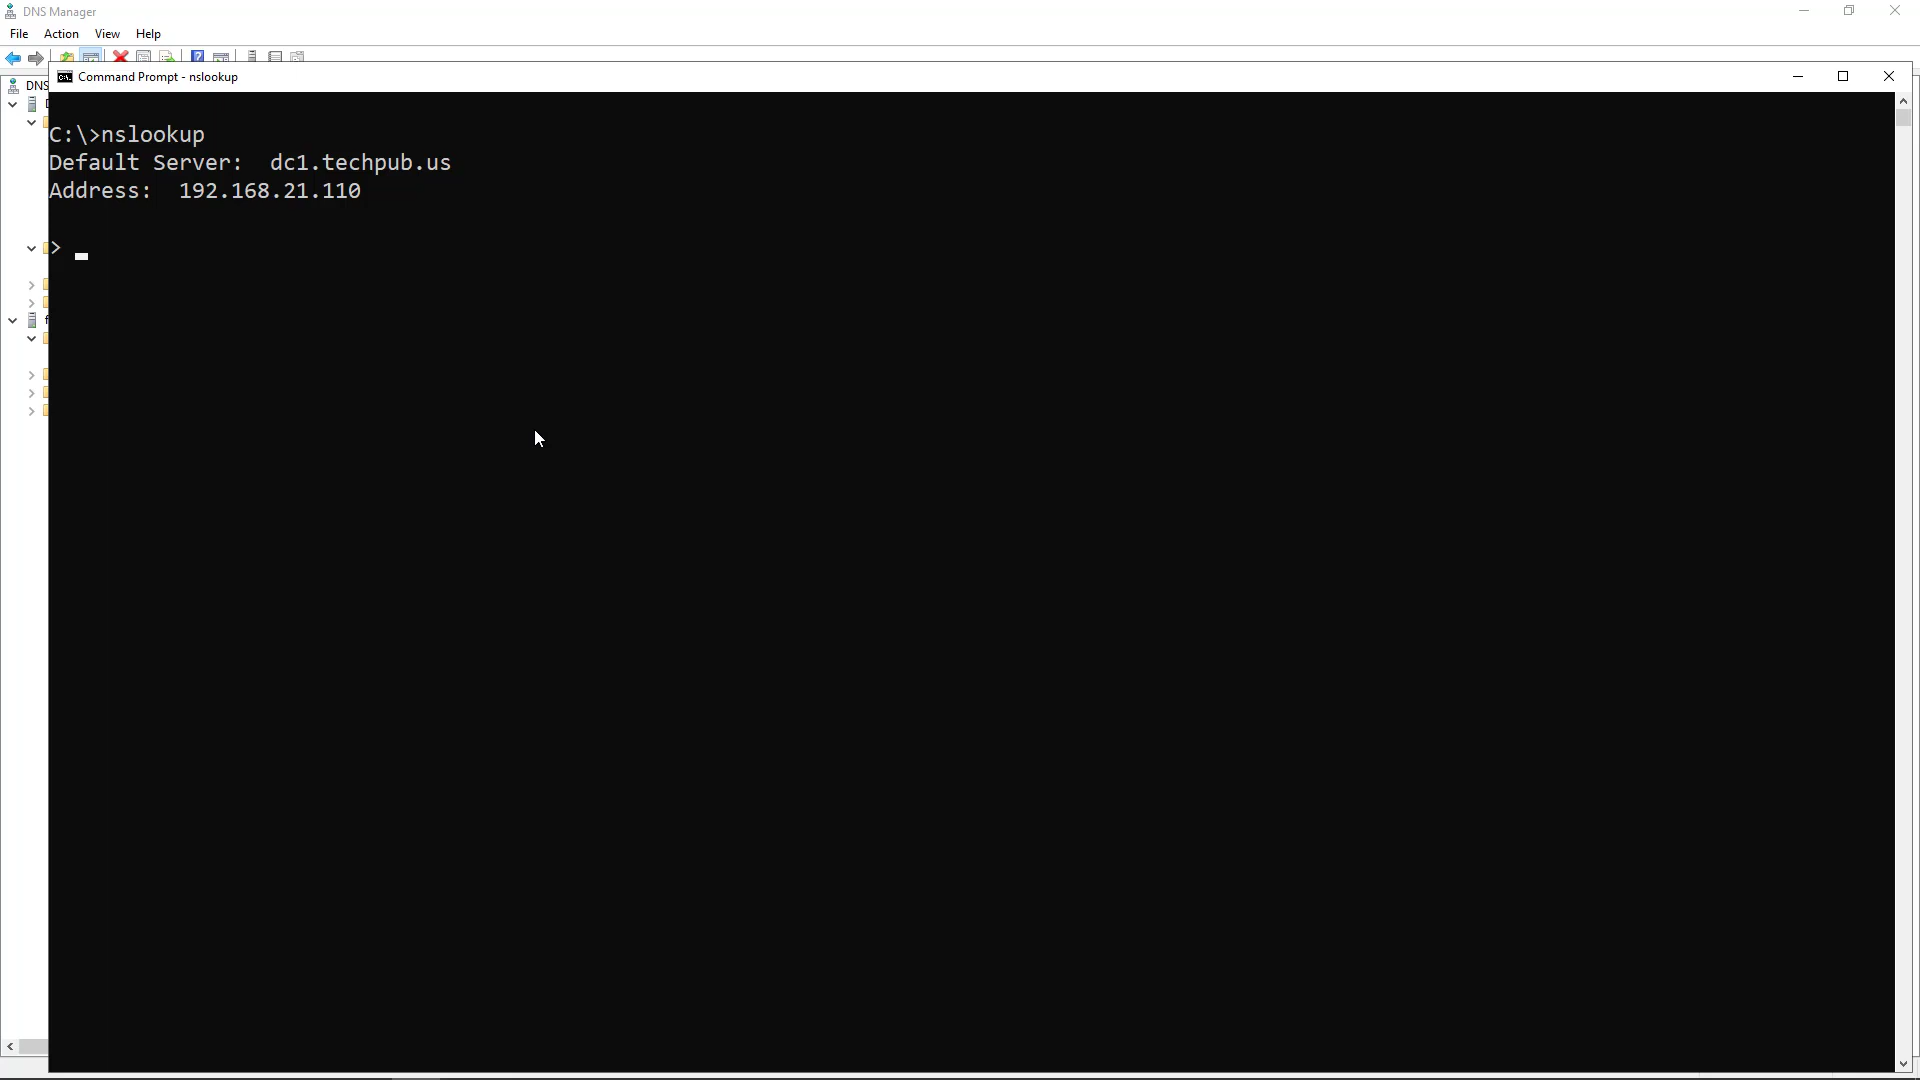 DNS Manager
File Action View Help
Command Prompt - nslookup
DNS
C:\>nslookup
Default Server:  dc1.techpub.us
Address:  192.168.21.110
>